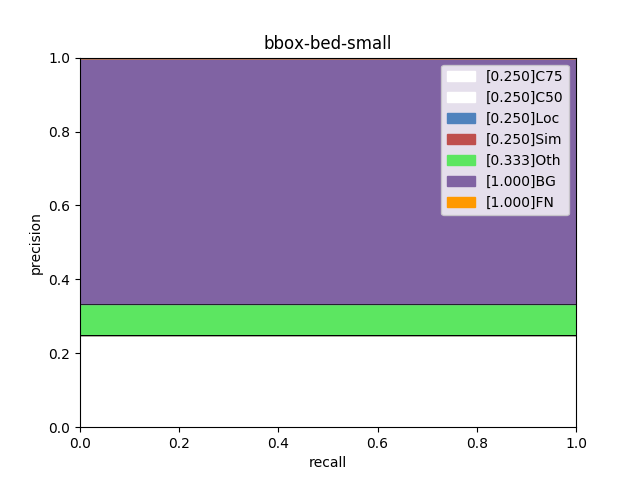 bbox-bed-small
1.0
0.8
0.6
0.4
0.2
0.0
precision
[0.250]C75
[0.250]C50
[0.250]Loc
[0.250]Sim
[0.333]Oth
[1.000]BG
[1.000]FN
0.0 0.2 0.4 0.6 0.8 1.0
recall